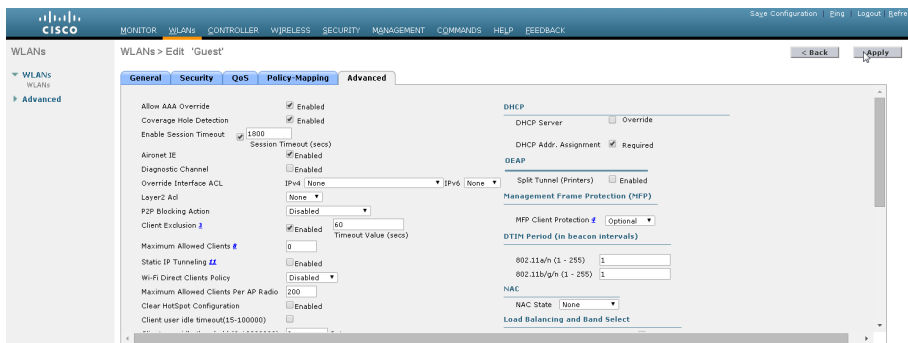 Save Configuration | Ping | Logout | Refre
CISCO
MONITOR WLANs CONTROLLER WIRELESS SECURITY MANAGEMENT COMMANDS HELP FEEDBACK
WLANs
WLANs > Edit 'Guest'
< Back
Apply
WLANs
WLANs
Advanced
General Security QoS Policy-Mapping Advanced
Allow AAA Override Enabled
Coverage Hole Detection Enabled
Enable Session Timeout 1800
Session Timeout (secs)
Aironet IE Enabled
Diagnostic Channel Enabled
Override Interface ACL IPv4 None IPv6 None
Layer2 Acl None
P2P Blocking Action Disabled
Client Exclusion 3 Enabled 60
Timeout Value (secs)
Maximum Allowed Clients 8 0
Static IP Tunneling 11 Enabled
Wi-Fi Direct Clients Policy Disabled
Maximum Allowed Clients Per AP Radio 200
Clear HotSpot Configuration Enabled
Client user idle timeout(15-100000)
DHCP
DHCP Server Override
DHCP Addr. Assignment Required
OEAP
Split Tunnel (Printers) Enabled
Management Frame Protection (MFP)
MFP Client Protection 4 Optional
DTIM Period (in beacon intervals)
802.11a/n (1 - 255) 1
802.11b/g/n (1 - 255) 1
NAC
NAC State None
Load Balancing and Band Select